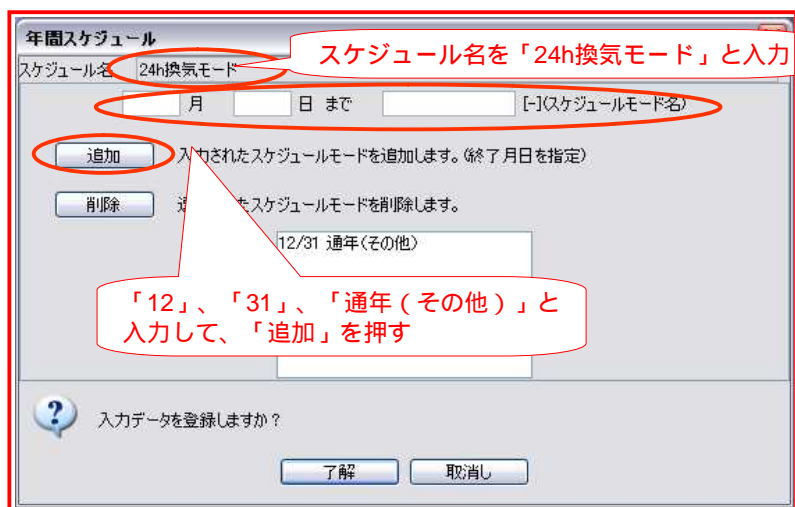 年間スケジュール
スケジュール名 24h換気モード
スケジュール名を「24h換気モード」と入力
月 日 まで [-](スケジュールモード名)
追加 入力されたスケジュールモードを追加します。(終了月日を指定)
削除 たスケジュールモードを削除します。
12/31 通年(その他)
「12」、「31」、「通年(その他)」と
入力して、「追加」を押す
入力データを登録しますか?
了解 取消し